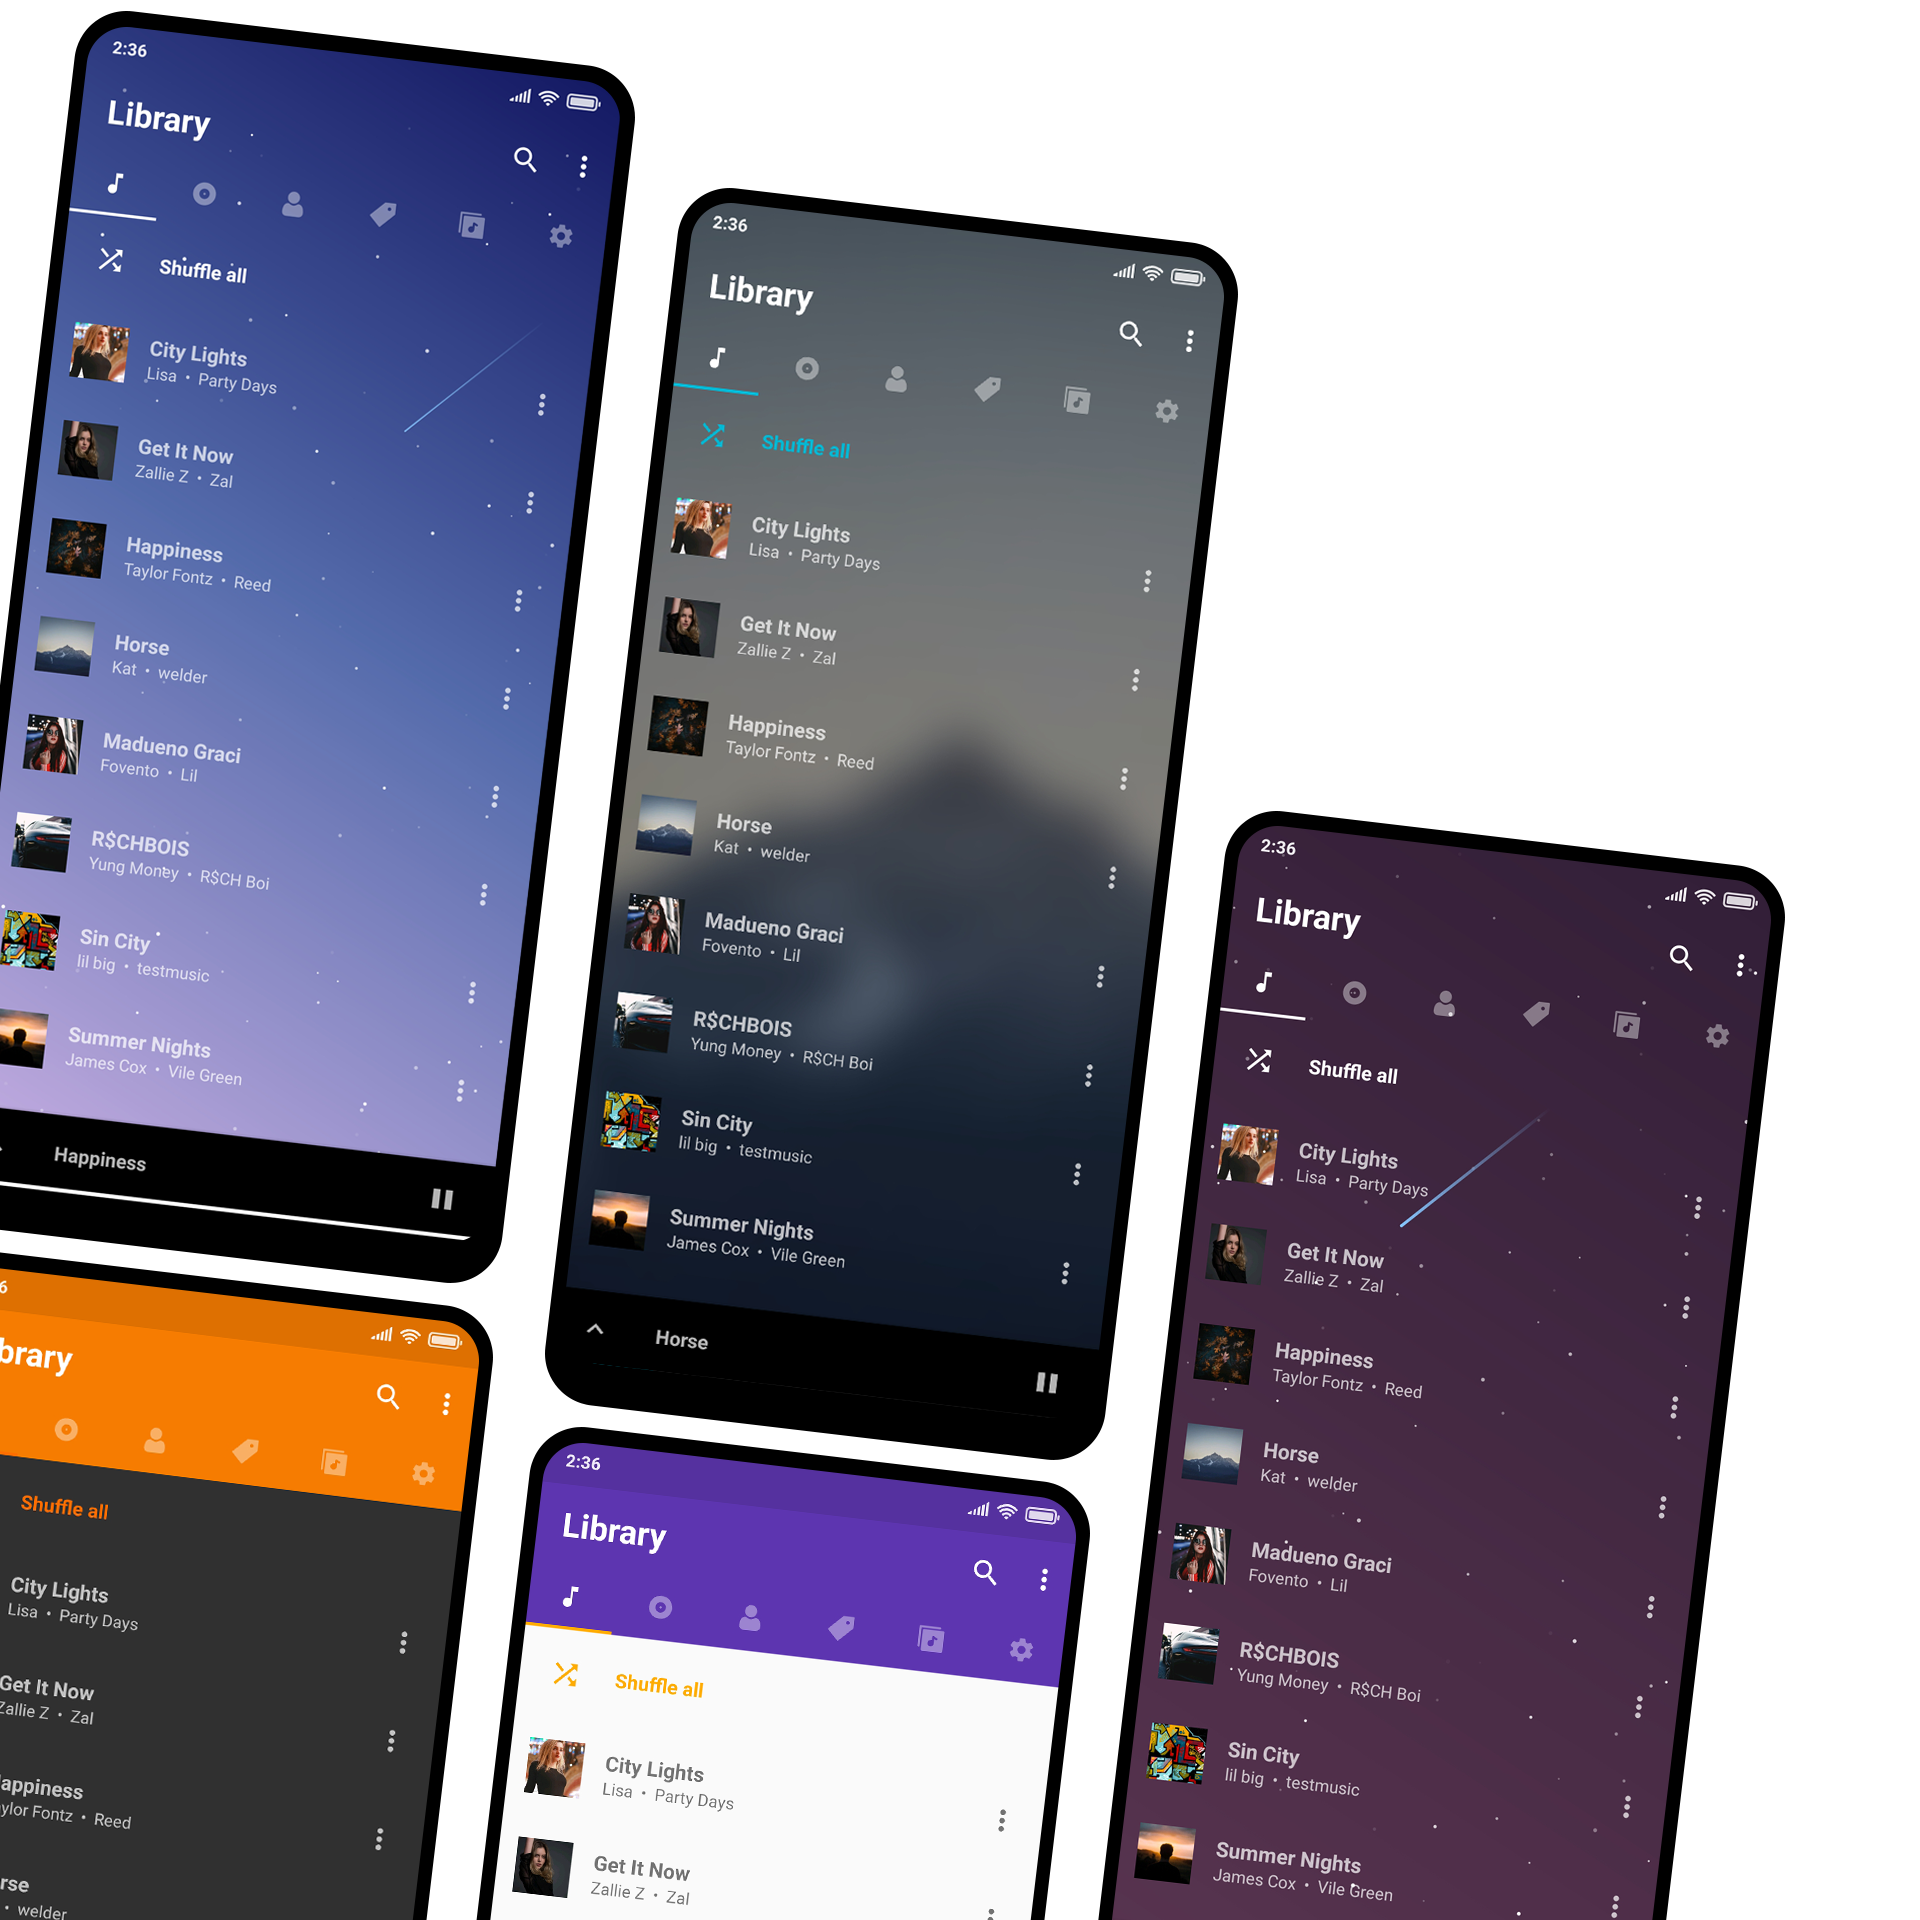 2:36
Library
Shuffle all
City Lights
Lisa • Party Days
Get It Now
Zallie Z • Zal
Happiness
Taylor Fontz • Reed
Horse
Kat • welder
Madueno Graci
Fovento • Lil
R$CHBOIS
Yung Money • R$CH Boi
Sin City
lil big • testmusic
Summer Nights
James Cox • Vile Green
Happiness
2:36
Library
Shuffle all
City Lights
Lisa • Party Days
Get It Now
Zallie Z • Zal
Happiness
Taylor Fontz • Reed
Horse
Kat • welder
Madueno Graci
Fovento • Lil
R$CHBOIS
Yung Money • R$CH Boi
Sin City
lil big • testmusic
Summer Nights
James Cox • Vile Green
Horse
2:36
Library
Shuffle all
City Lights
Lisa • Party Days
Get It Now
Zallie Z • Zal
Happiness
Taylor Fontz • Reed
Horse
Kat • welder
Madueno Graci
Fovento • Lil
R$CHBOIS
Yung Money • R$CH Boi
Sin City
lil big • testmusic
Summer Nights
James Cox • Vile Green
6
brary
Shuffle all
City Lights
Lisa • Party Days
Get It Now
Zallie Z • Zal
appiness
ylor Fontz • Reed
rse
• welder
2:36
Library
Shuffle all
City Lights
Lisa • Party Days
Get It Now
Zallie Z • Zal